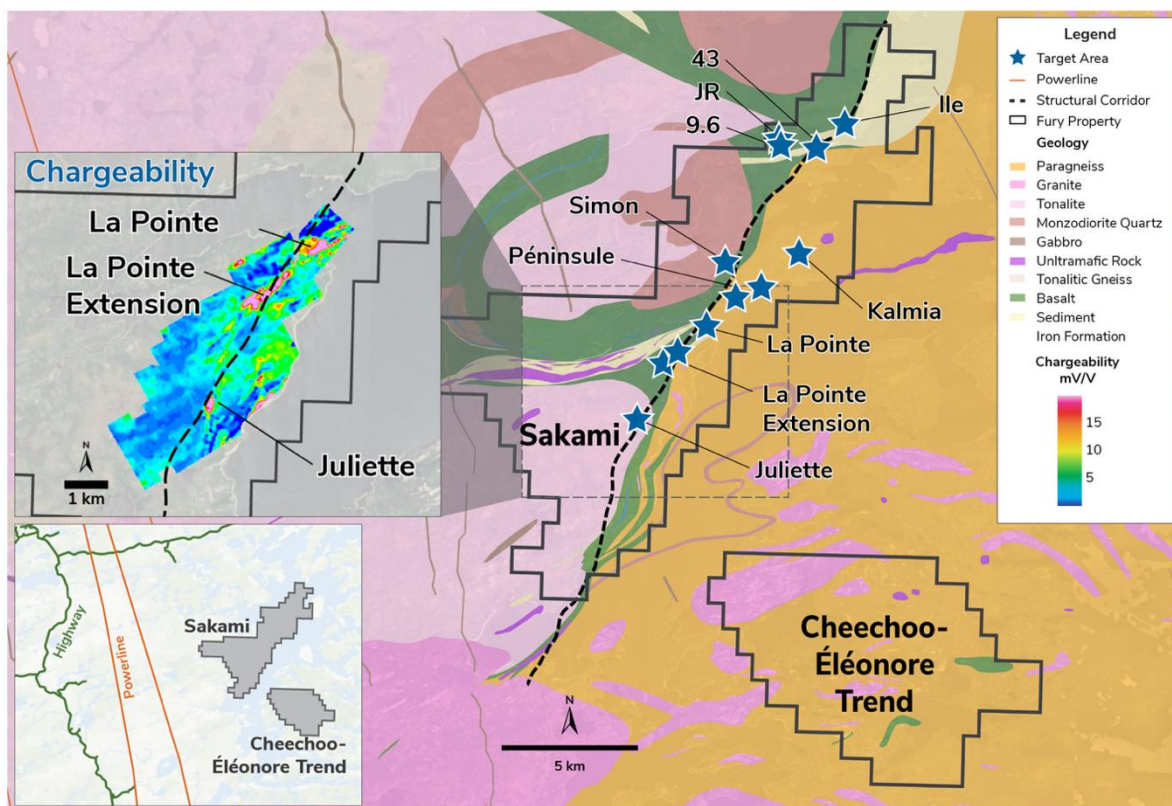 43
JR
9.6
Ile
Simon
Péninsule
Kalmia
La Pointe
La Pointe
Extension
Sakami
Juliette
Cheechoo-
Éléonore
Trend
N
5 km
Chargeability
La Pointe
La Pointe
Extension
Juliette
N
1 km
Highway
Powerline
Sakami
Cheechoo-
Éléonore Trend
Legend
Target Area
Powerline
Structural Corridor
Fury Property
Geology
Paragneiss
Granite
Tonalite
Monzodiorite Quartz
Gabbro
Unltramafic Rock
Tonalitic Gneiss
Basalt
Sediment
Iron Formation
Chargeability
mV/V
15
10
5